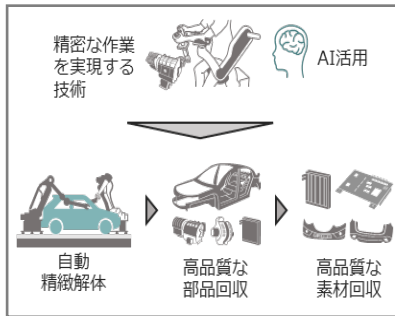 精密な作業
を実現する
技術
AI活用
自動
精緻解体
高品質な
部品回収
高品質な
素材回収